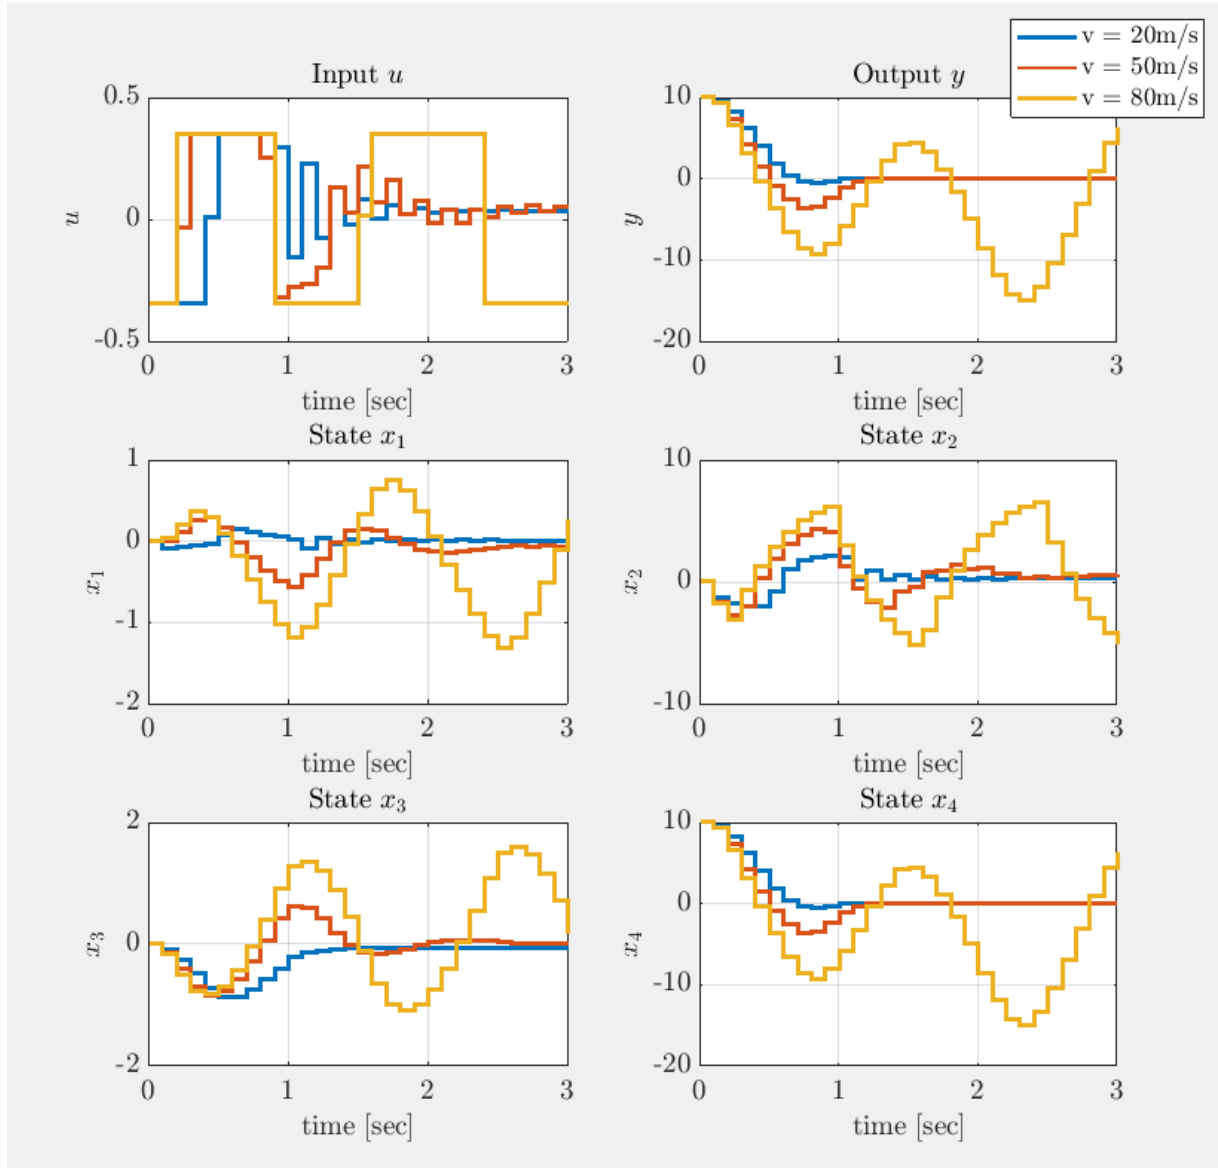 v = 20m/s
v = 50m/s
v = 80m/s
Input u
0.5
0
-0.5
u
0 1 2 3
time [sec]
Output y
10
0
-10
-20
y
0 1 2 3
time [sec]
State x₁
1
0
-1
-2
x₁
0 1 2 3
time [sec]
State x₂
10
0
-10
x₂
0 1 2 3
time [sec]
State x₃
2
0
-2
x₃
0 1 2 3
time [sec]
State x₄
10
0
-10
-20
x₄
0 1 2 3
time [sec]